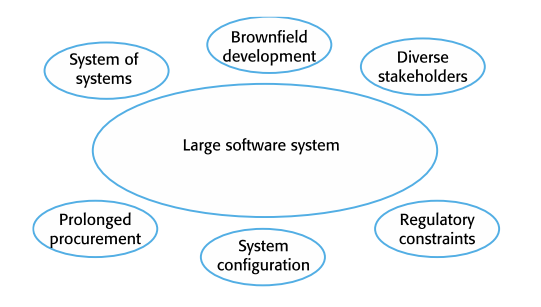 Brownfield
development
System of
systems
Diverse
stakeholders
Large software system
Prolonged
procurement
System
configuration
Regulatory
constraints